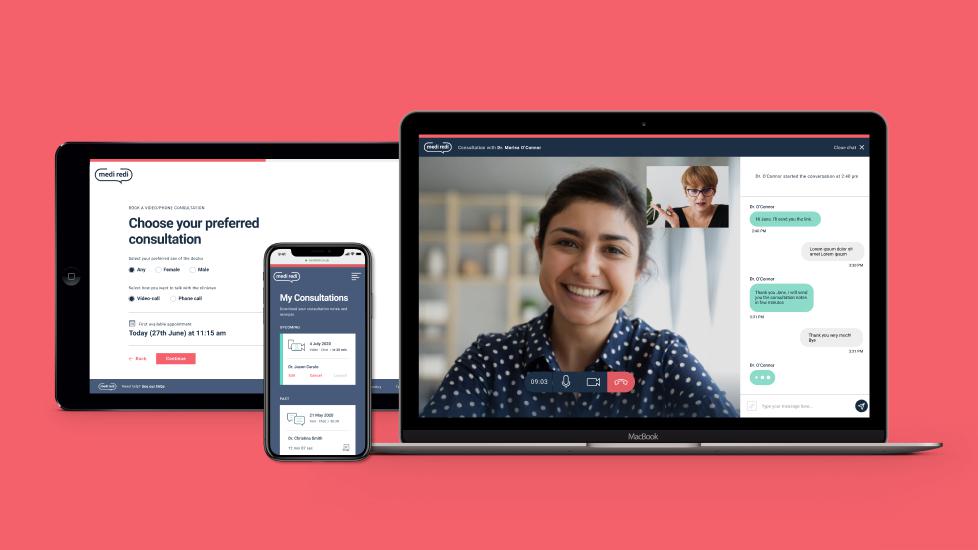 medi redi
BOOK A VIDEO/PHONE CONSULTATION
Choose your preferred
consultation
Select your preferred sex of the doctor
Any Female Male
Select how you want to talk with the clinician
Video-call Phone call
First available appointment
Today (27th June) at 11:15 am
← Back Continue
medi redi Need help? See our FAQs
9:41
medi redi
My Consultations
Download your consultation notes and
receipts
UPCOMING
4 July 2020
Dr. Jason Carole
Edit Cancel
PAST
21 May 2020
Dr. Christina Smith
medi redi Consultation with Dr. Marisa O'Connor Close chat
Dr. O'Connor started the conversation at 2:40 pm
Dr. O'Connor
Hi Jane. I'll send you the link.
2:40 PM
Lorem ipsum dolor sit
amet Lorem ipsum
3:30 PM
Dr. O'Connor
Thank you Jane, I will send
you the consultation notes
in few minutes
3:31 PM
Thank you very much!
Bye
3:31 PM
Dr. O'Connor
09:03
Type your message here...
MacBook